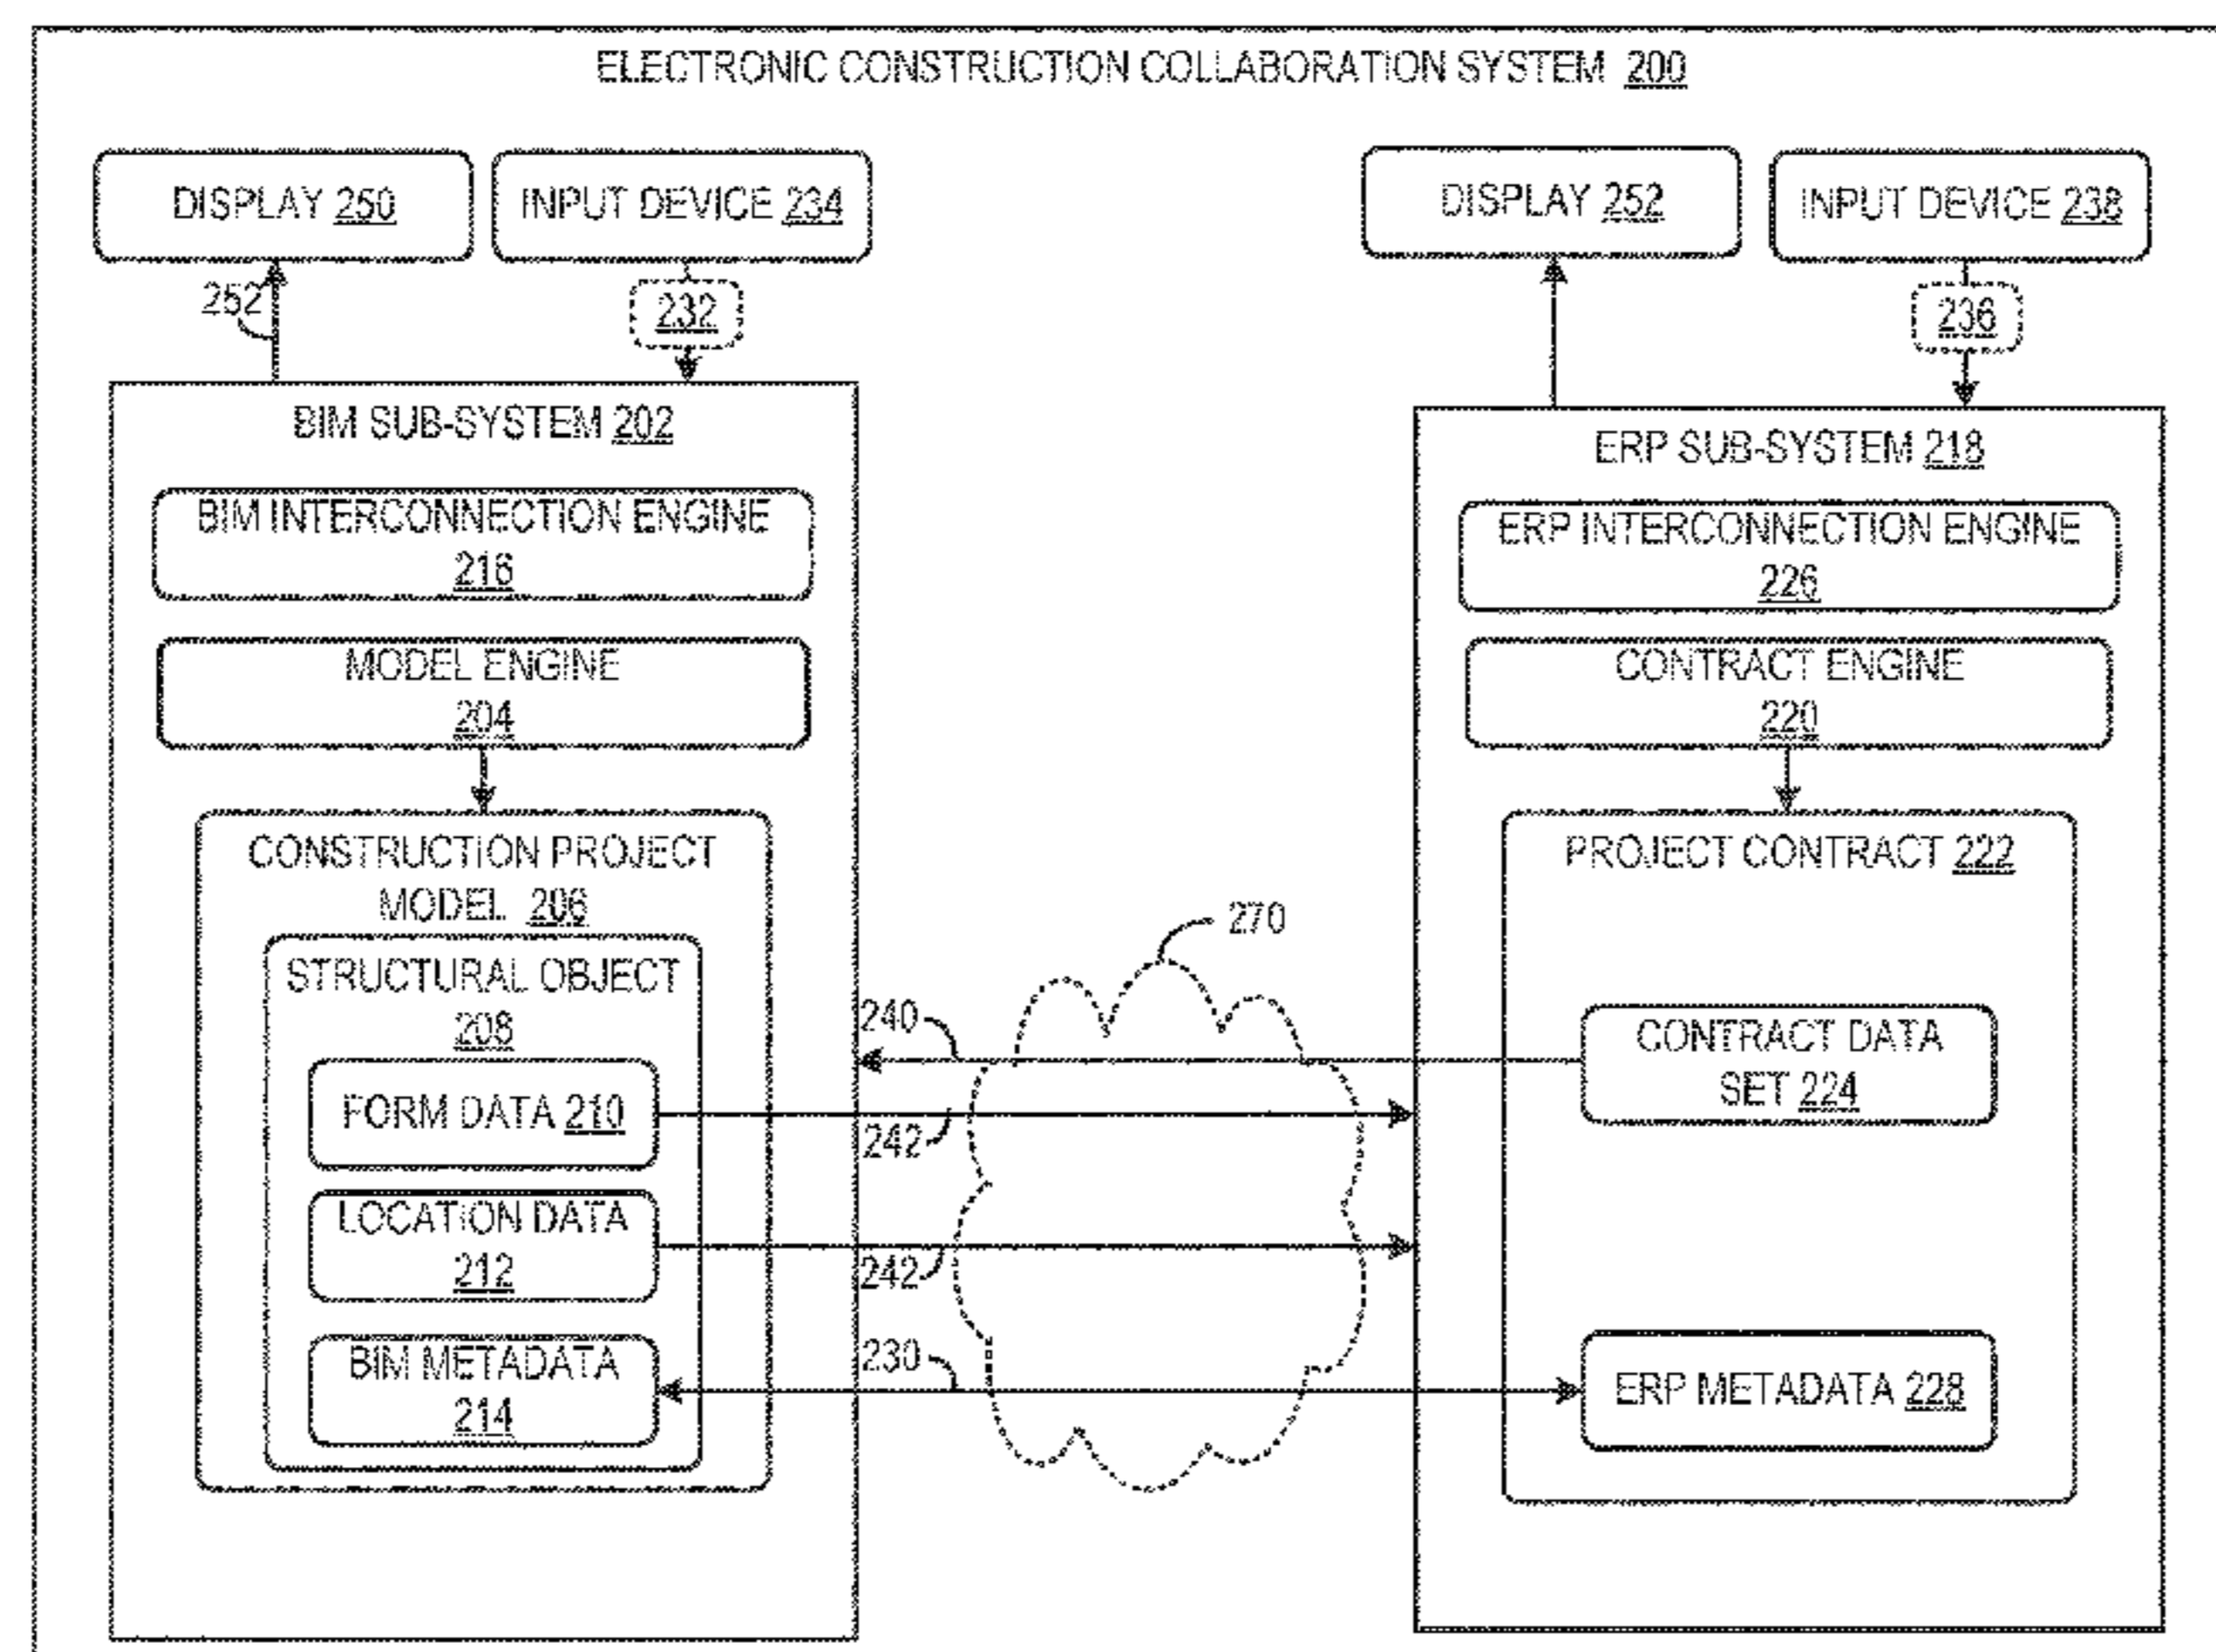 ELECTRONIC CONSTRUCTION COLLABORATION SYSTEM 200
DISPLAY 250
INPUT DEVICE 234
DISPLAY 252
INPUT DEVICE 238
252
232
236
BIM SUB-SYSTEM 202
ERP SUB-SYSTEM 218
BIM INTERCONNECTION ENGINE
216
ERP INTERCONNECTION ENGINE
226
MODEL ENGINE
204
CONTRACT ENGINE
220
CONSTRUCTION PROJECT
MODEL 206
PROJECT CONTRACT 222
STRUCTURAL OBJECT
208
270
240
CONTRACT DATA
SET 224
FORM DATA 210
242
LOCATION DATA
212
242
BIM METADATA
214
230
ERP METADATA 228